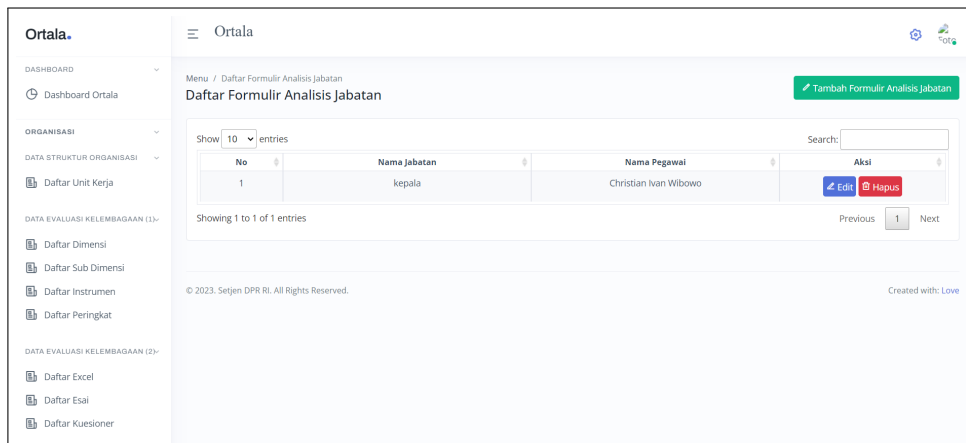 Ortala.
Ortala
Foto
DASHBOARD
Dashboard Ortala
ORGANISASI
DATA STRUKTUR ORGANISASI
Daftar Unit Kerja
DATA EVALUASI KELEMBAGAAN (1)
Daftar Dimensi
Daftar Sub Dimensi
Daftar Instrumen
Daftar Peringkat
DATA EVALUASI KELEMBAGAAN (2)
Daftar Excel
Daftar Esai
Daftar Kuesioner
Menu / Daftar Formulir Analisis Jabatan
Daftar Formulir Analisis Jabatan
Tambah Formulir Analisis Jabatan
Show 10 entries
Search:
No Nama Jabatan Nama Pegawai Aksi
1 kepala Christian Ivan Wibowo Edit Hapus
Showing 1 to 1 of 1 entries
Previous 1 Next
© 2023. Setjen DPR RI. All Rights Reserved.
Created with: Love